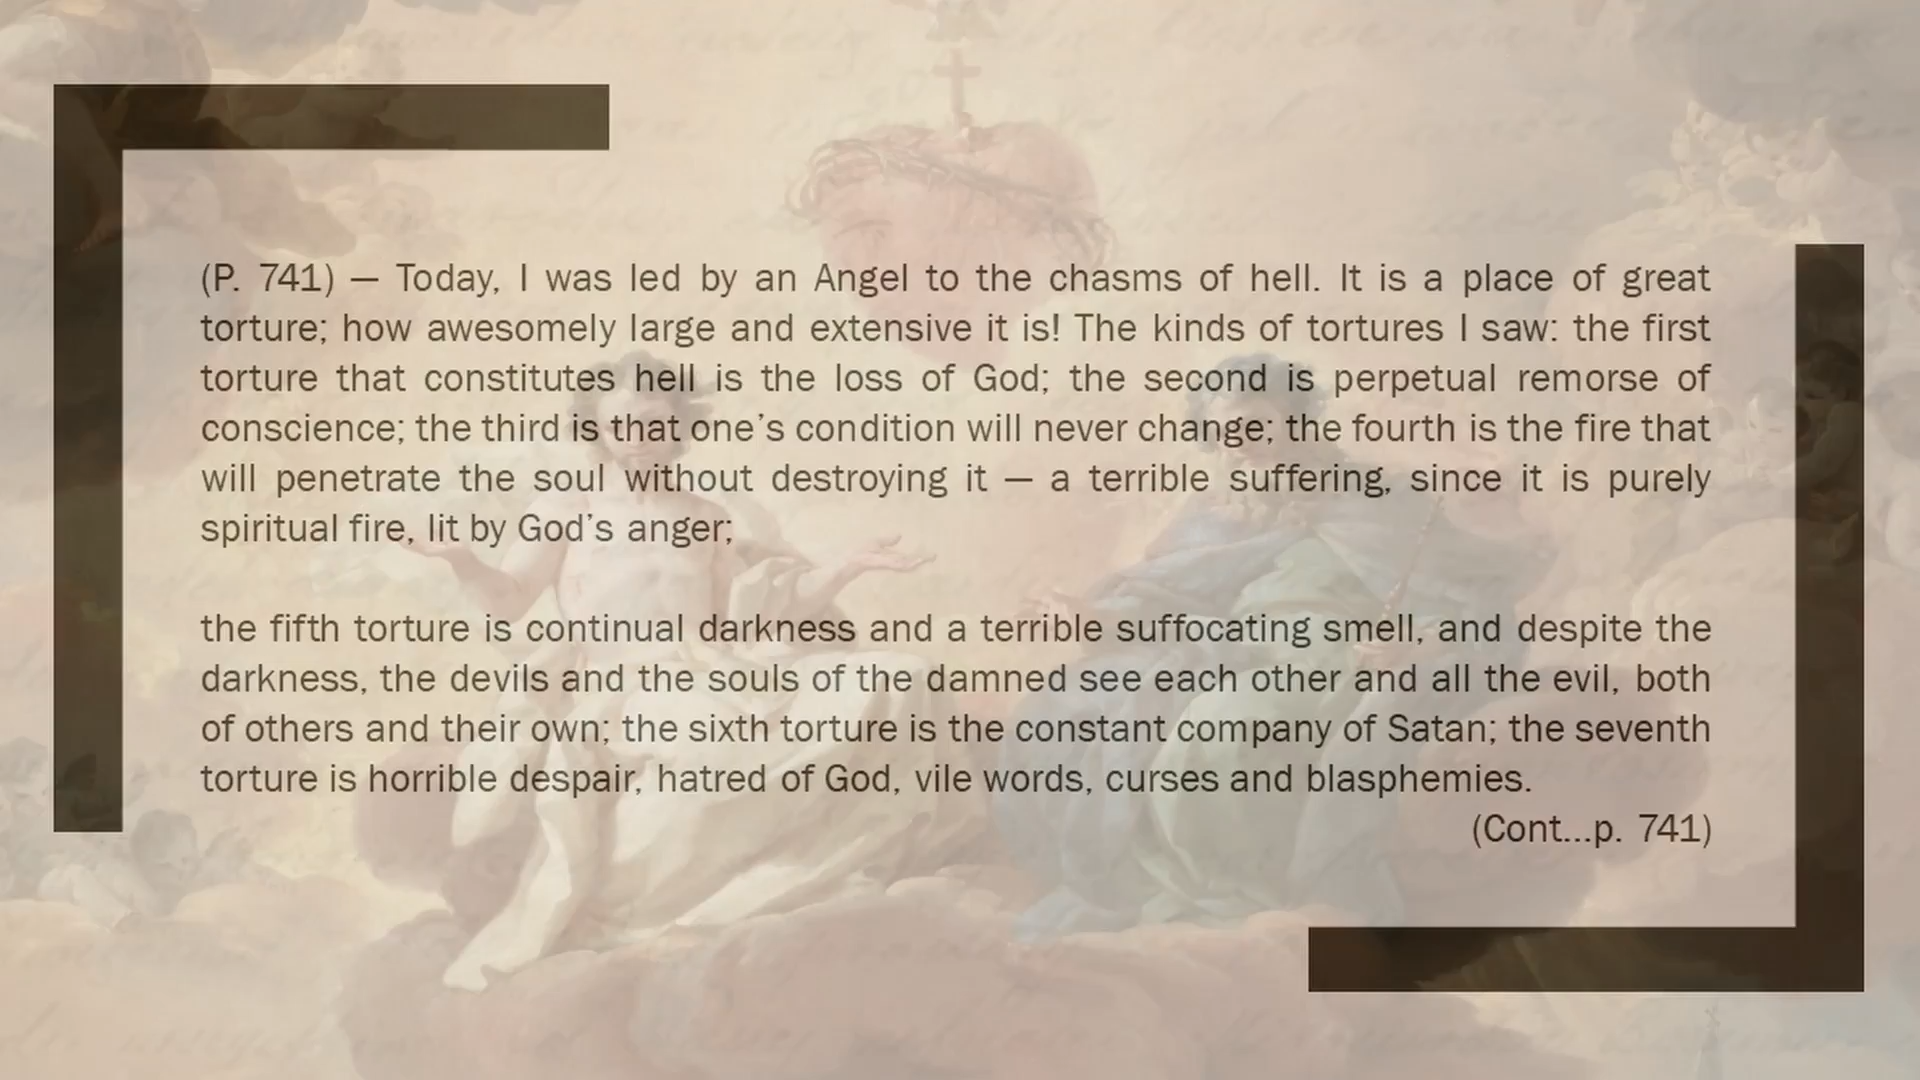 (P. 741) — Today, I was led by an Angel to the chasms of hell. It is a place of great
torture; how awesomely large and extensive it is! The kinds of tortures I saw: the first
torture that constitutes hell is the loss of God; the second is perpetual remorse of
conscience; the third is that one’s condition will never change; the fourth is the fire that
will penetrate the soul without destroying it — a terrible suffering, since it is purely
spiritual fire, lit by God’s anger;
the fifth torture is continual darkness and a terrible suffocating smell, and despite the
darkness, the devils and the souls of the damned see each other and all the evil, both
of others and their own; the sixth torture is the constant company of Satan; the seventh
torture is horrible despair, hatred of God, vile words, curses and blasphemies.
(Cont...p. 741)